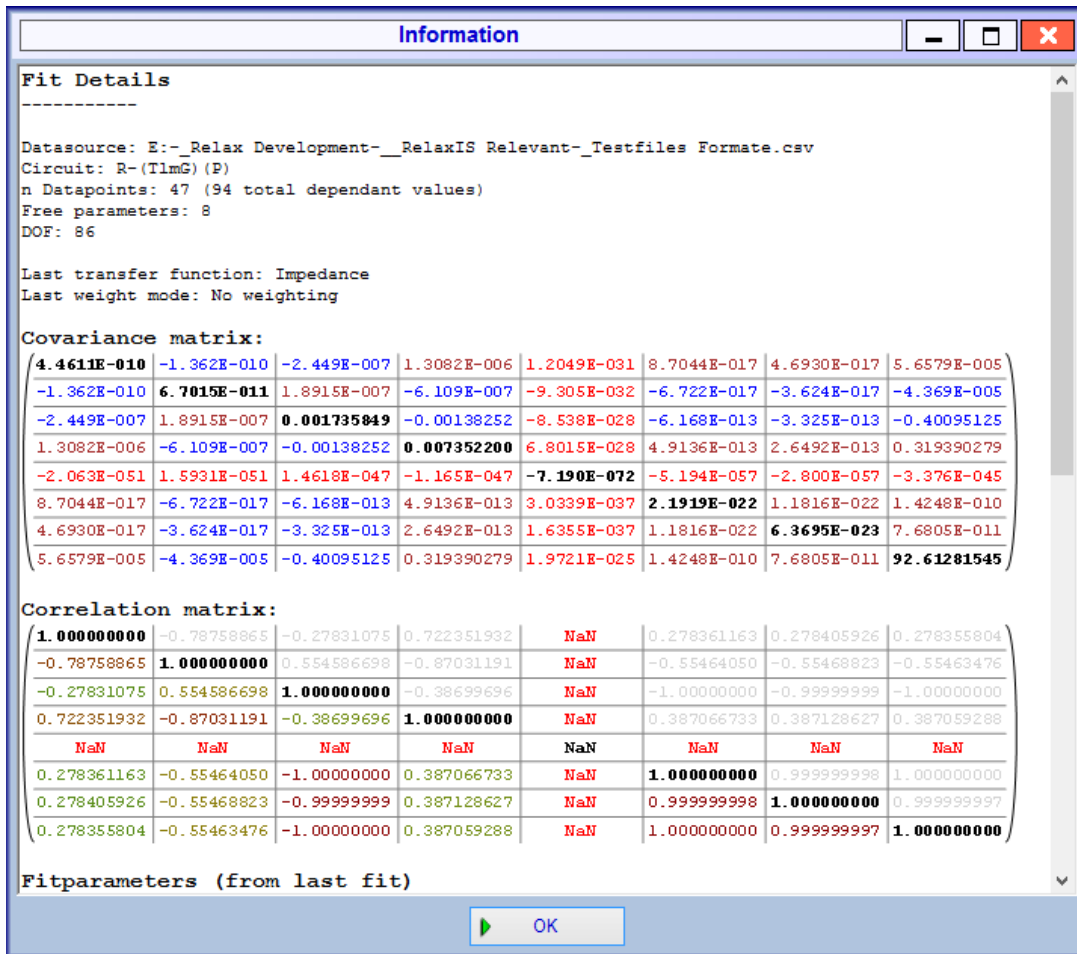 Information
Fit Details
-----------
Datasource: E:-_Relax Development-__RelaxIS Relevant-_Testfiles Formate.csv
Circuit: R-(TlmG)(P)
n Datapoints: 47 (94 total dependant values)
Free parameters: 8
DOF: 86
Last transfer function: Impedance
Last weight mode: No weighting
Covariance matrix:
4.4611E-010 -1.362E-010 -2.449E-007 1.3082E-006 1.2049E-031 8.7044E-017 4.6930E-017 5.6579E-005
-1.362E-010 6.7015E-011 1.8915E-007 -6.109E-007 -9.305E-032 -6.722E-017 -3.624E-017 -4.369E-005
-2.449E-007 1.8915E-007 0.001735849 -0.00138252 -8.538E-028 -6.168E-013 -3.325E-013 -0.40095125
1.3082E-006 -6.109E-007 -0.00138252 0.007352200 6.8015E-028 4.9136E-013 2.6492E-013 0.319390279
-2.063E-051 1.5931E-051 1.4618E-047 -1.165E-047 -7.190E-072 -5.194E-057 -2.800E-057 -3.376E-045
8.7044E-017 -6.722E-017 -6.168E-013 4.9136E-013 3.0339E-037 2.1919E-022 1.1816E-022 1.4248E-010
4.6930E-017 -3.624E-017 -3.325E-013 2.6492E-013 1.6355E-037 1.1816E-022 6.3695E-023 7.6805E-011
5.6579E-005 -4.369E-005 -0.40095125 0.319390279 1.9721E-025 1.4248E-010 7.6805E-011 92.61281545
Correlation matrix:
1.000000000 -0.78758865 -0.27831075 0.722351932 NaN 0.278361163 0.278405926 0.278355804
-0.78758865 1.000000000 0.554586698 -0.87031191 NaN -0.55464050 -0.55468823 -0.55463476
-0.27831075 0.554586698 1.000000000 -0.38699696 NaN -1.00000000 -0.99999999 -1.00000000
0.722351932 -0.87031191 -0.38699696 1.000000000 NaN 0.387066733 0.387128627 0.387059288
NaN NaN NaN NaN NaN NaN NaN NaN
0.278361163 -0.55464050 -1.00000000 0.387066733 NaN 1.000000000 0.999999998 1.000000000
0.278405926 -0.55468823 -0.99999999 0.387128627 NaN 0.999999998 1.000000000 0.999999997
0.278355804 -0.55463476 -1.00000000 0.387059288 NaN 1.000000000 0.999999997 1.000000000
Fitparameters (from last fit)
OK